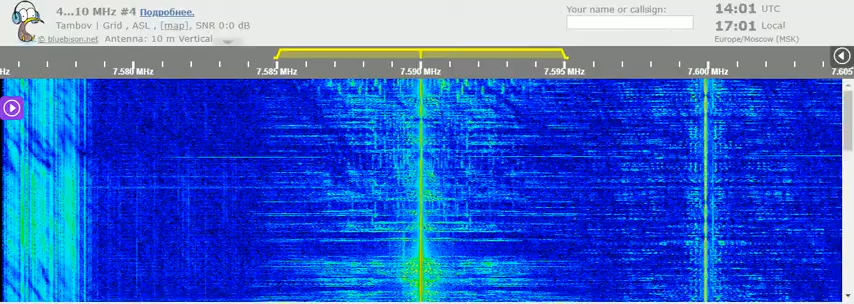 4...10 MHz #4 Подробнее.
Tambov | Grid , ASL , [map], SNR 0:0 dB
© bluebison.net Antenna: 10 m Vertical
Your name or callsign:
14:01 UTC
17:01 Local
Europe/Moscow (MSK)
Hz 7.580 MHz 7.585 MHz 7.590 MHz 7.595 MHz 7.600 MHz 7.605